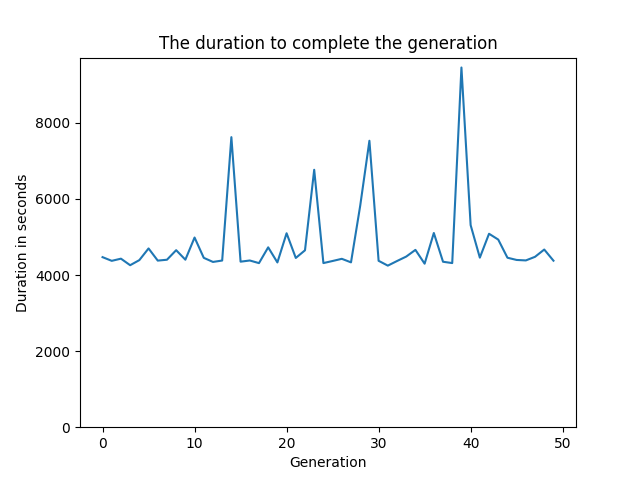 The duration to complete the generation
Duration in seconds
8000
6000
4000
2000
0
0 10 20 30 40 50
Generation